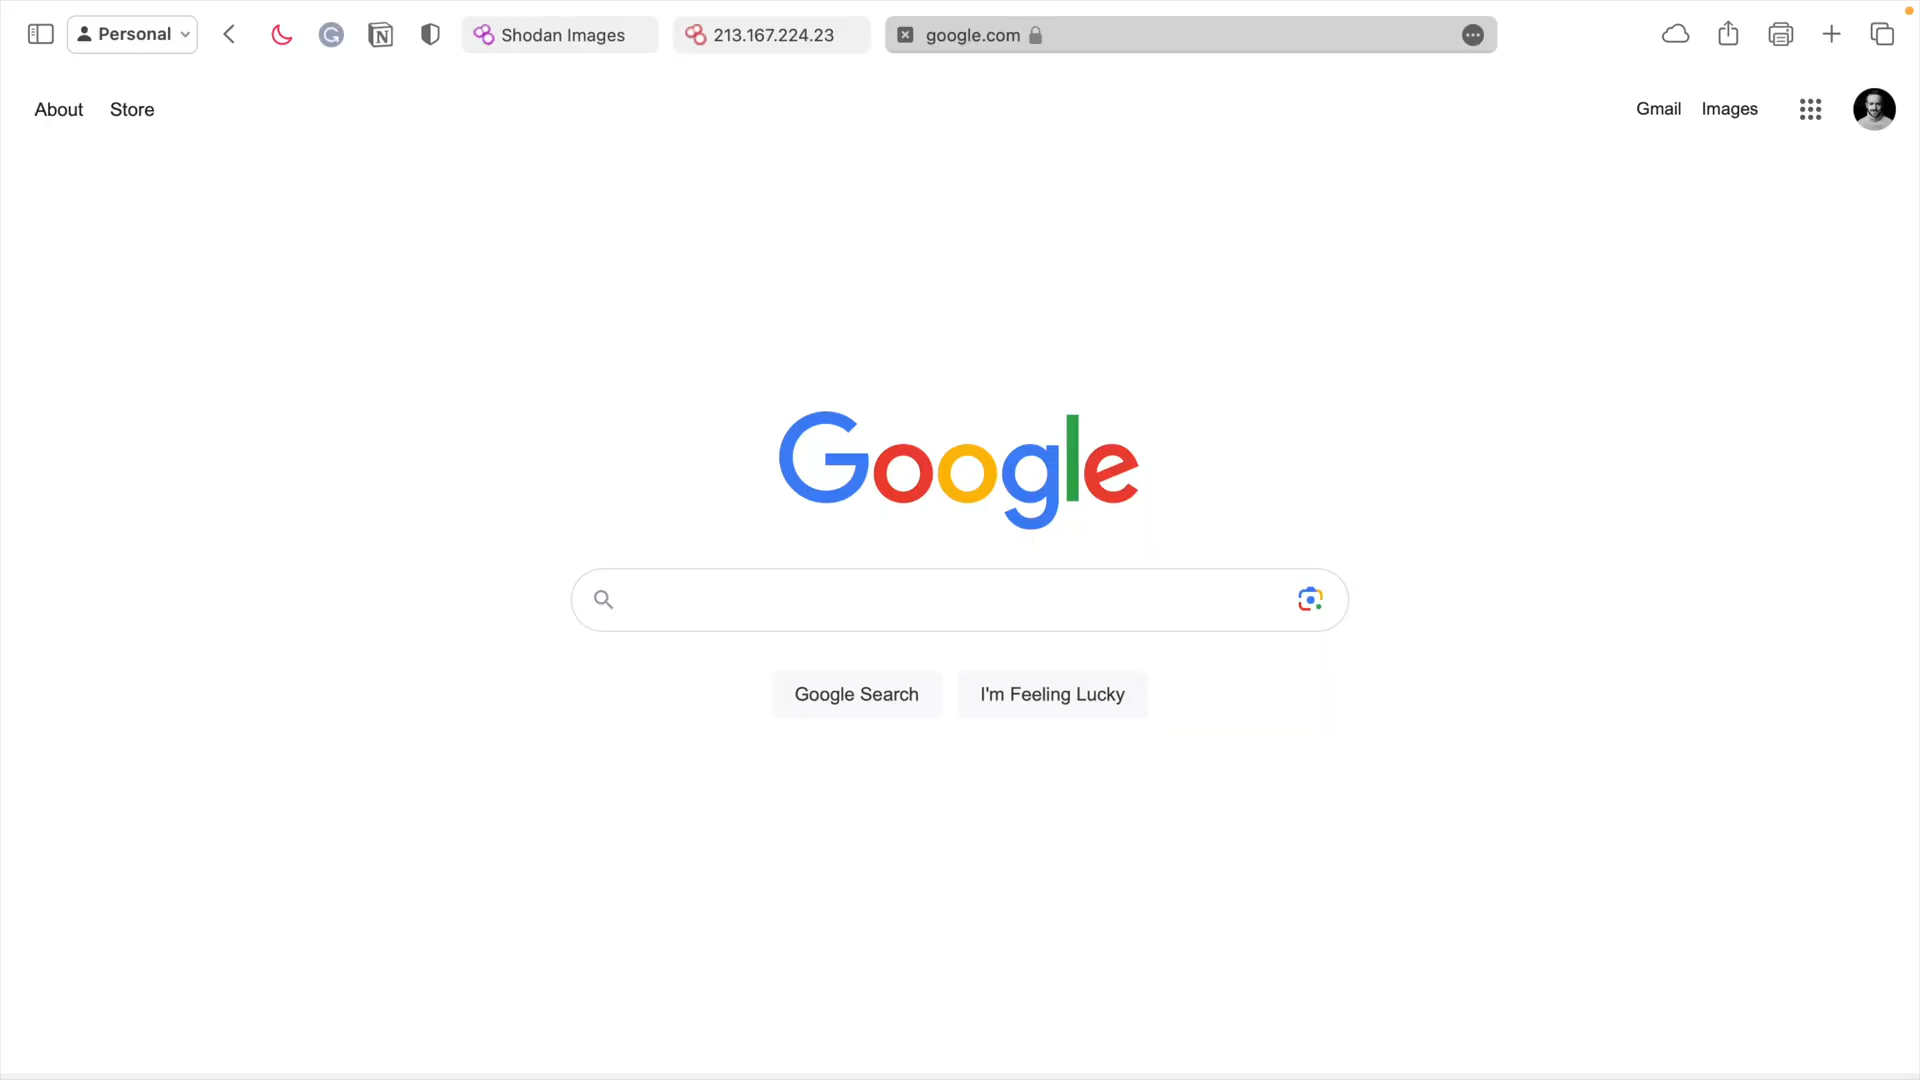 Personal
Shodan Images
213.167.224.23
google.com
About
Store
Gmail
Images
Google
Google Search
I'm Feeling Lucky